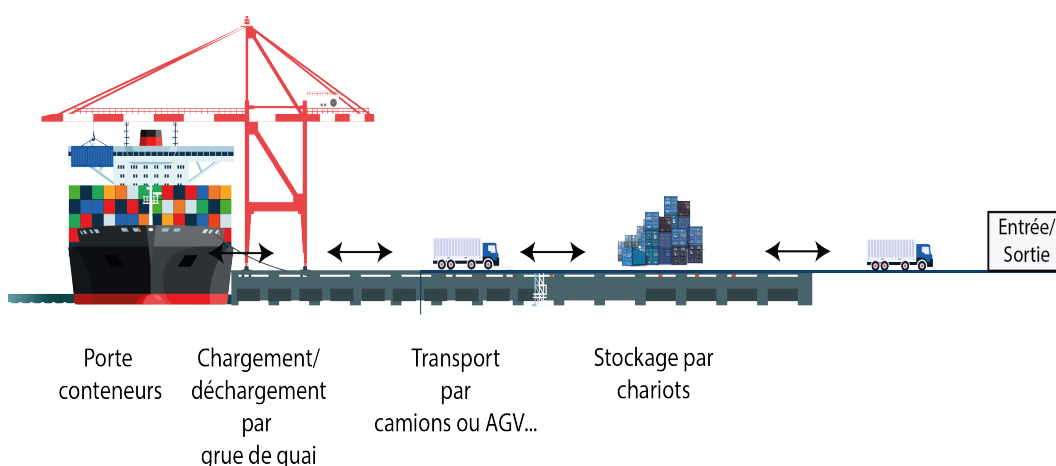 Entrée/
Sortie
Porte
conteneurs
Chargement/
déchargement
par
grue de quai
Transport
par
camions ou AGV...
Stockage par
chariots